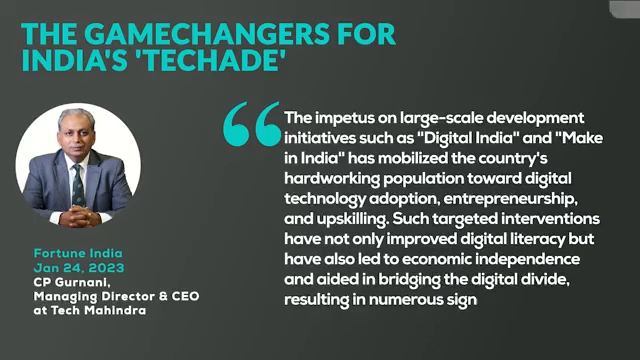 THE GAMECHANGERS FOR
INDIA'S 'TECHADE'
The impetus on large-scale development
initiatives such as "Digital India" and "Make
in India" has mobilized the country's
hardworking population toward digital
technology adoption, entrepreneurship,
and upskilling. Such targeted interventions
have not only improved digital literacy but
have also led to economic independence
and aided in bridging the digital divide,
resulting in numerous sign
Fortune India
Jan 24, 2023
CP Gurnani,
Managing Director & CEO
at Tech Mahindra